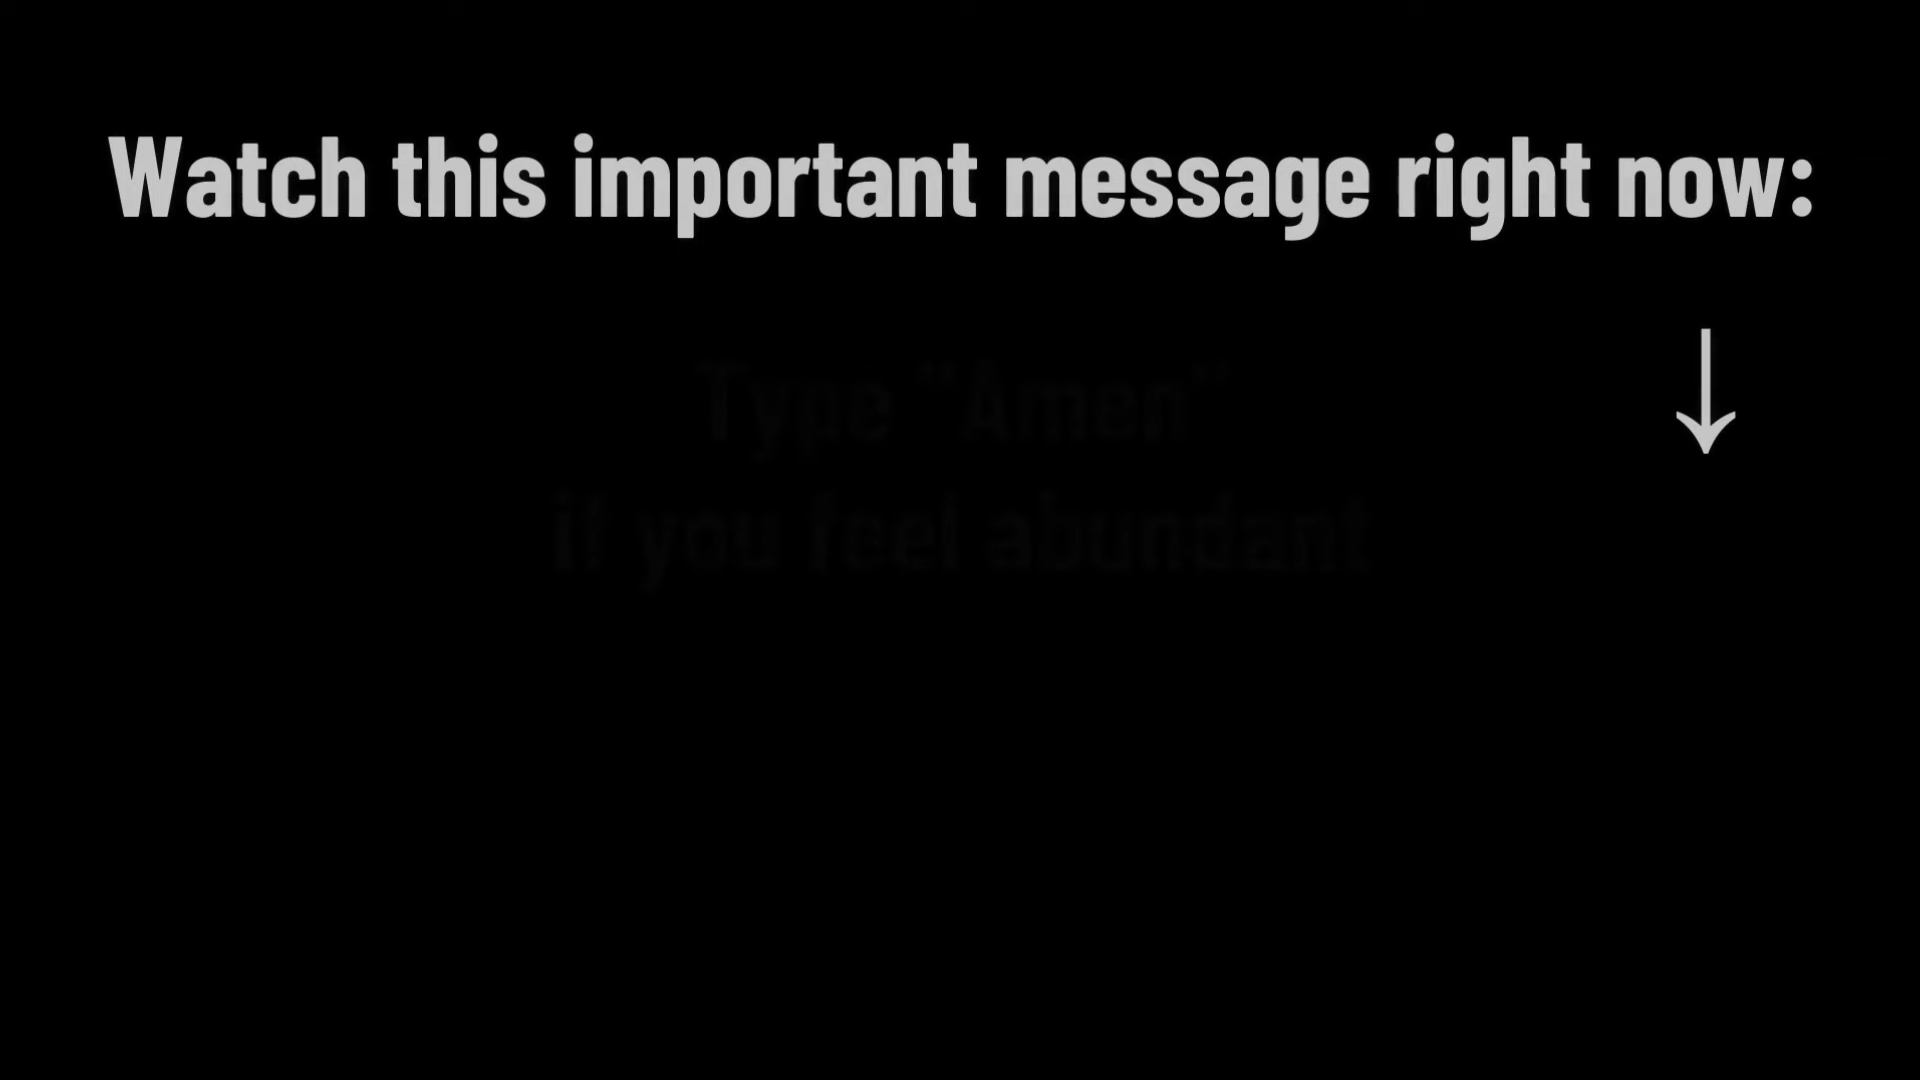 Watch this important message right now:
↓
Type "Amen"
if you feel abundant